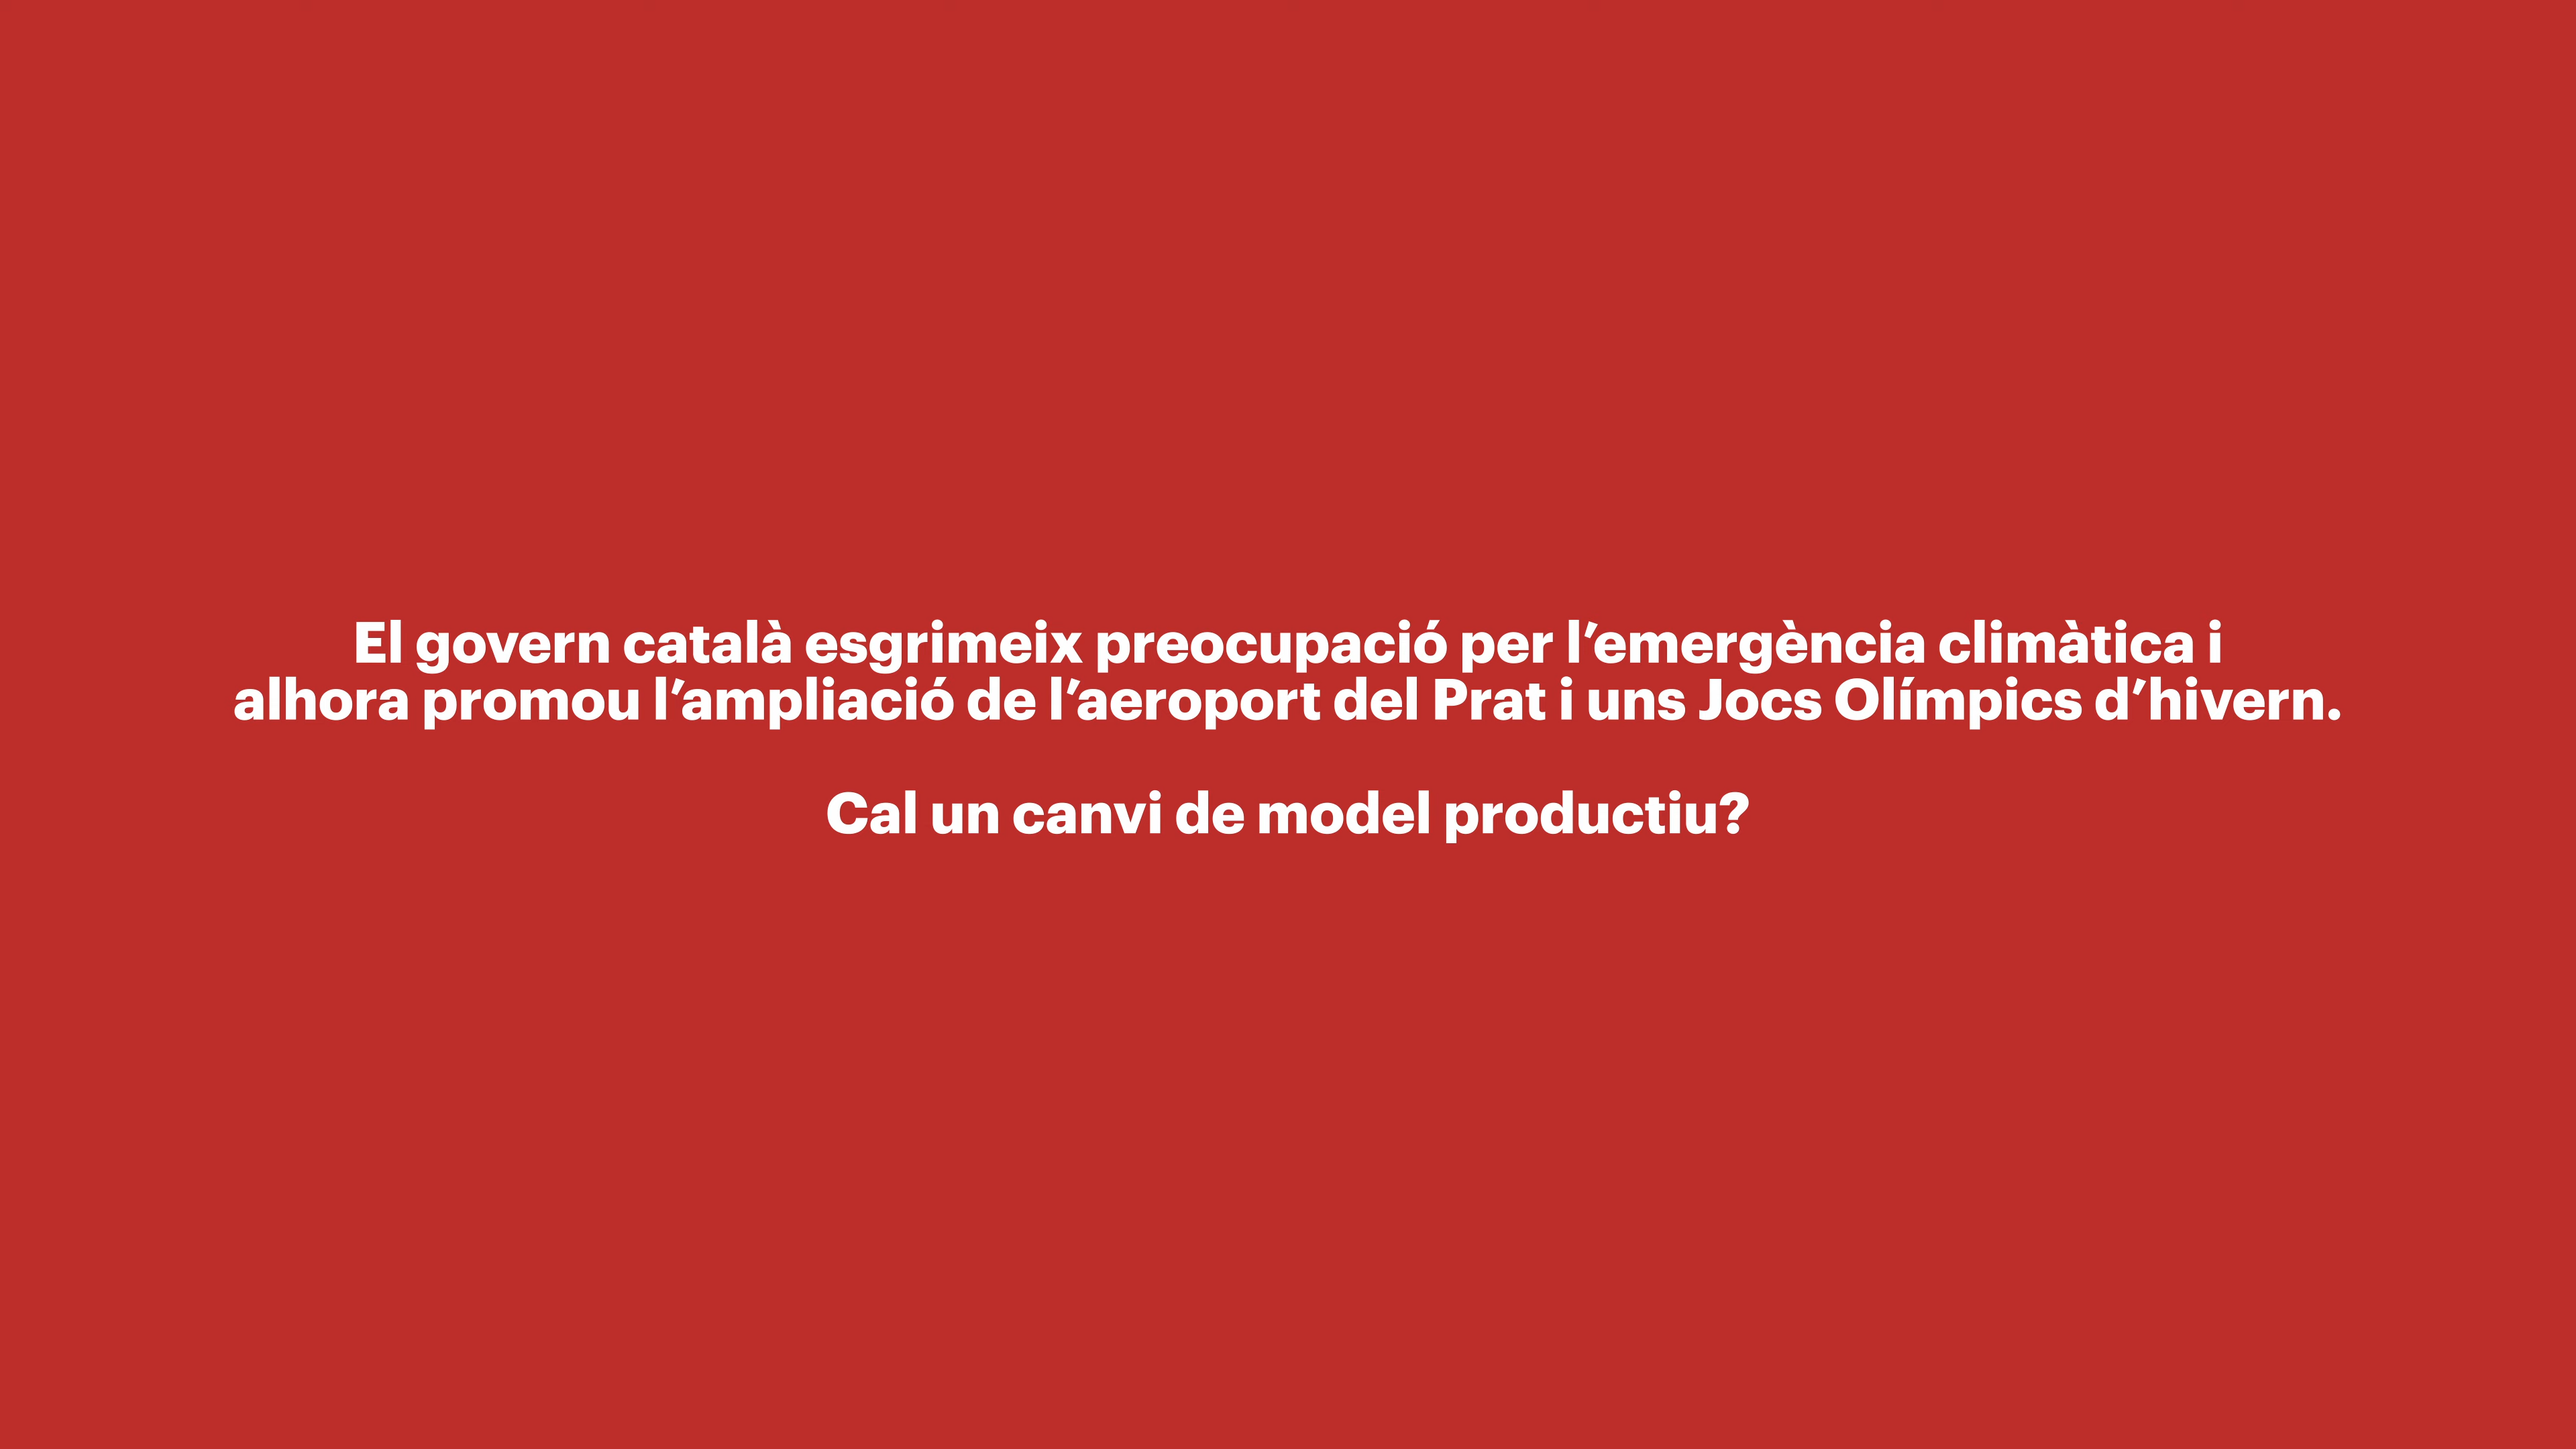 El govern català esgrimeix preocupació per l’emergència climàtica i
alhora promou l’ampliació de l’aeroport del Prat i uns Jocs Olímpics d’hivern.
Cal un canvi de model productiu?